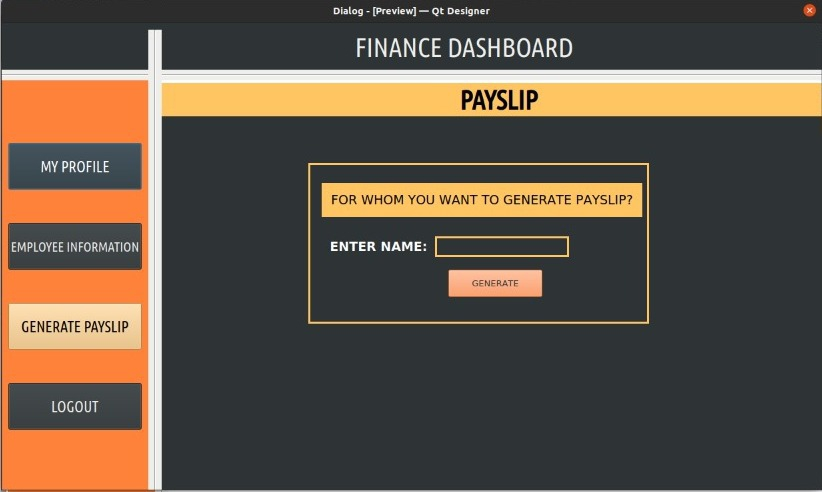 Dialog - [Preview] — Qt Designer
FINANCE DASHBOARD
PAYSLIP
MY PROFILE
EMPLOYEE INFORMATION
GENERATE PAYSLIP
LOGOUT
FOR WHOM YOU WANT TO GENERATE PAYSLIP?
ENTER NAME:
GENERATE